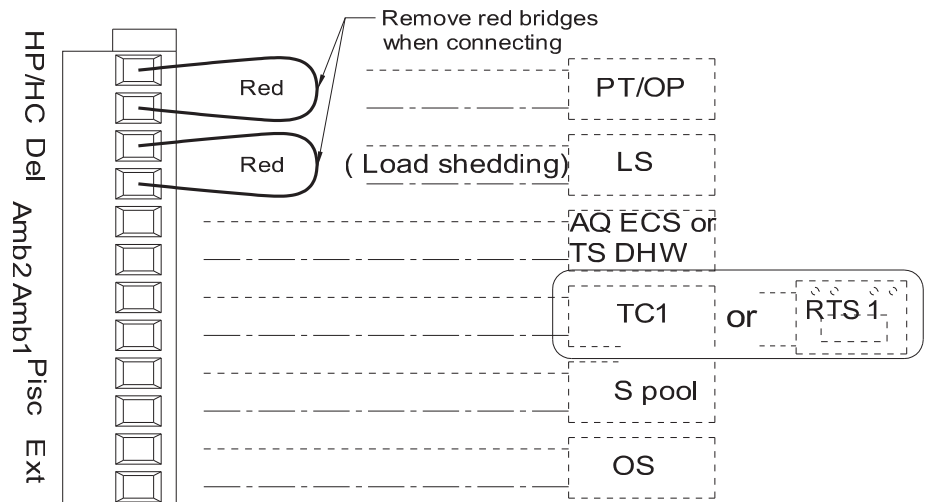 Remove red bridges
when connecting
HP/HC Del Amb2 Amb1 Pisc Ext
Red
PT/OP
Red
( Load shedding)
LS
AQ ECS or
TS DHW
TC1
or
RTS 1
S pool
OS